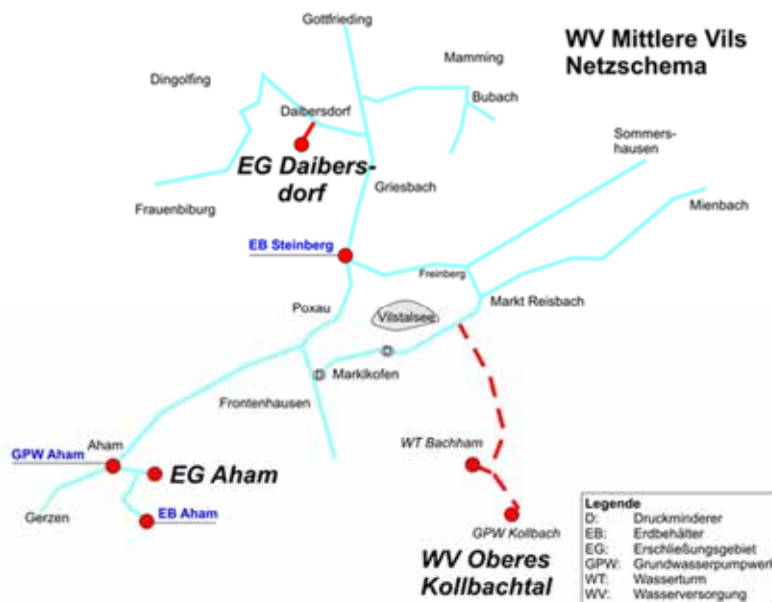 Gottfrieding
WV Mittlere Vils
Netzschema
Mamming
Dingolfing
Bubach
Daibersdorf
Sommers-
hausen
EG Daibers-
dorf
Griesbach
Mienbach
Frauenbiburg
EB Steinberg
Freinberg
Markt Reisbach
Poxau
Vilstalsee
D
D
Marklkofen
Frontenhausen
Aham
WT Bachham
GPW Aham
EG Aham
Gerzen
EB Aham
GPW Kollbach
WV Oberes
Kollbachtal
Legende
D: Druckminderer
EB: Erdbehälter
EG: Erschließungsgebiet
GPW: Grundwasserpumpwerk
WT: Wasserturm
WV: Wasserversorgung